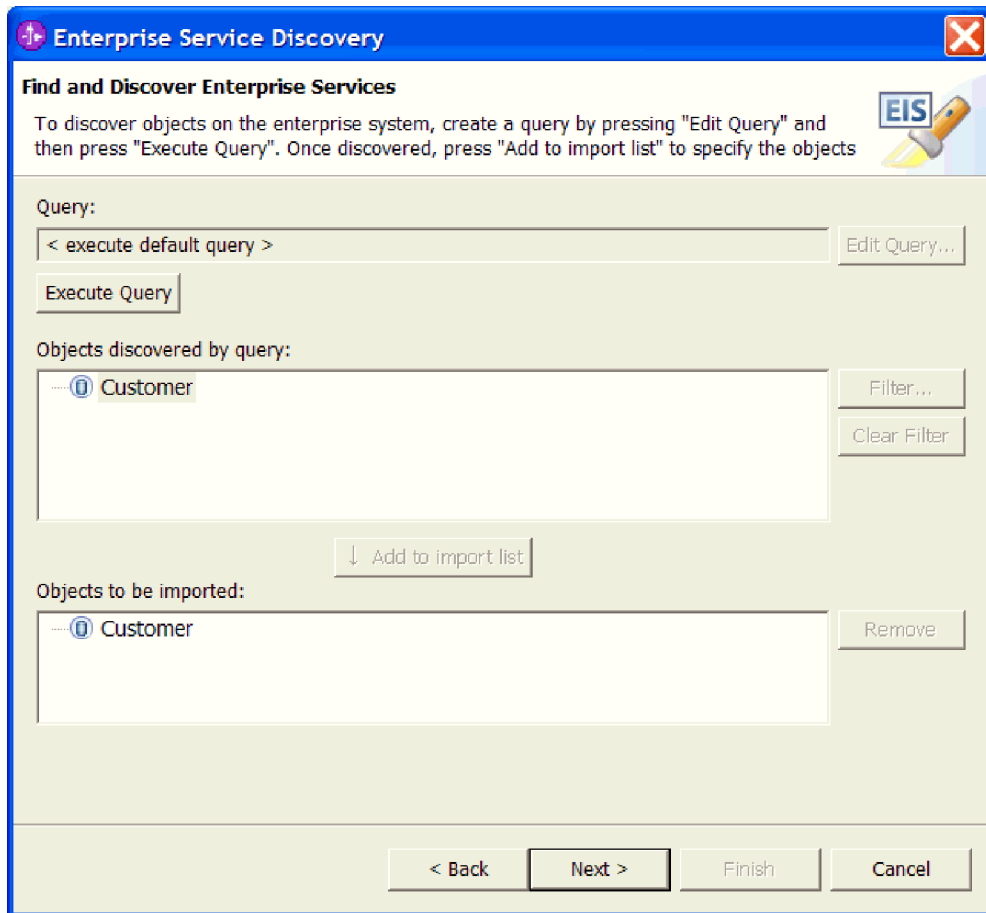 Enterprise Service Discovery
Find and Discover Enterprise Services
To discover objects on the enterprise system, create a query by pressing "Edit Query" and
then press "Execute Query". Once discovered, press "Add to import list" to specify the objects
EIS
Query:
< execute default query >
Edit Query...
Execute Query
Objects discovered by query:
Customer
Filter...
Clear Filter
↓ Add to import list
Objects to be imported:
Customer
Remove
< Back
Next >
Finish
Cancel